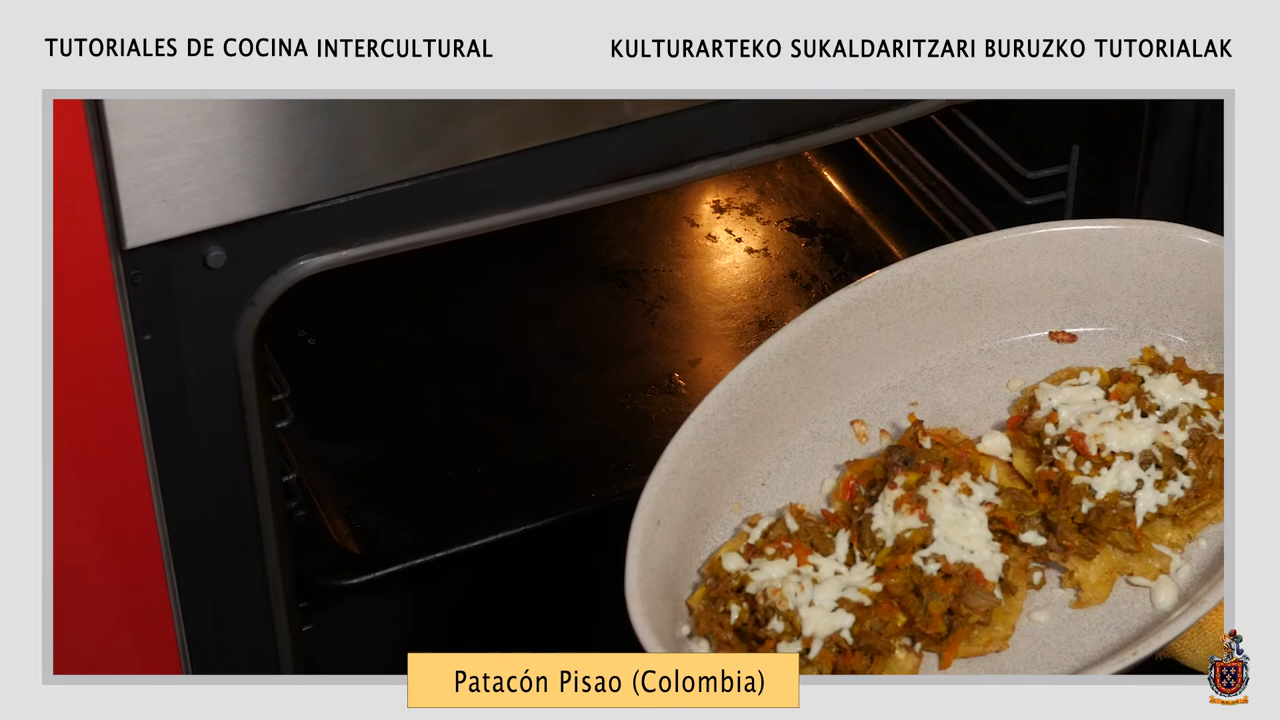 TUTORIALES DE COCINA INTERCULTURAL
KULTURARTEKO SUKALDARITZARI BURUZKO TUTORIALAK
Patacón Pisao (Colombia)